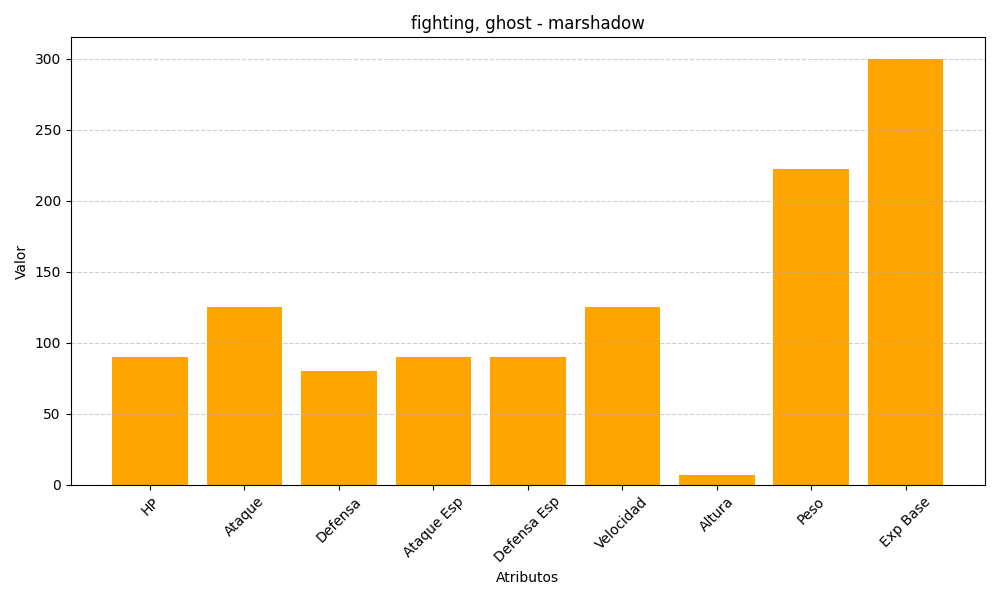 fighting, ghost - marshadow
300
250
200
150
100
50
0
Valor
HP
Ataque
Defensa
Ataque Esp
Defensa Esp
Velocidad
Altura
Peso
Exp Base
Atributos